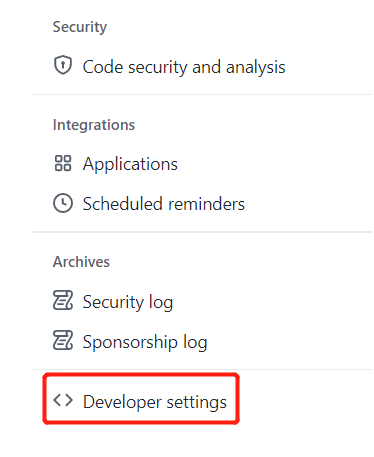 Security
Code security and analysis
Integrations
Applications
Scheduled reminders
Archives
Security log
Sponsorship log
Developer settings